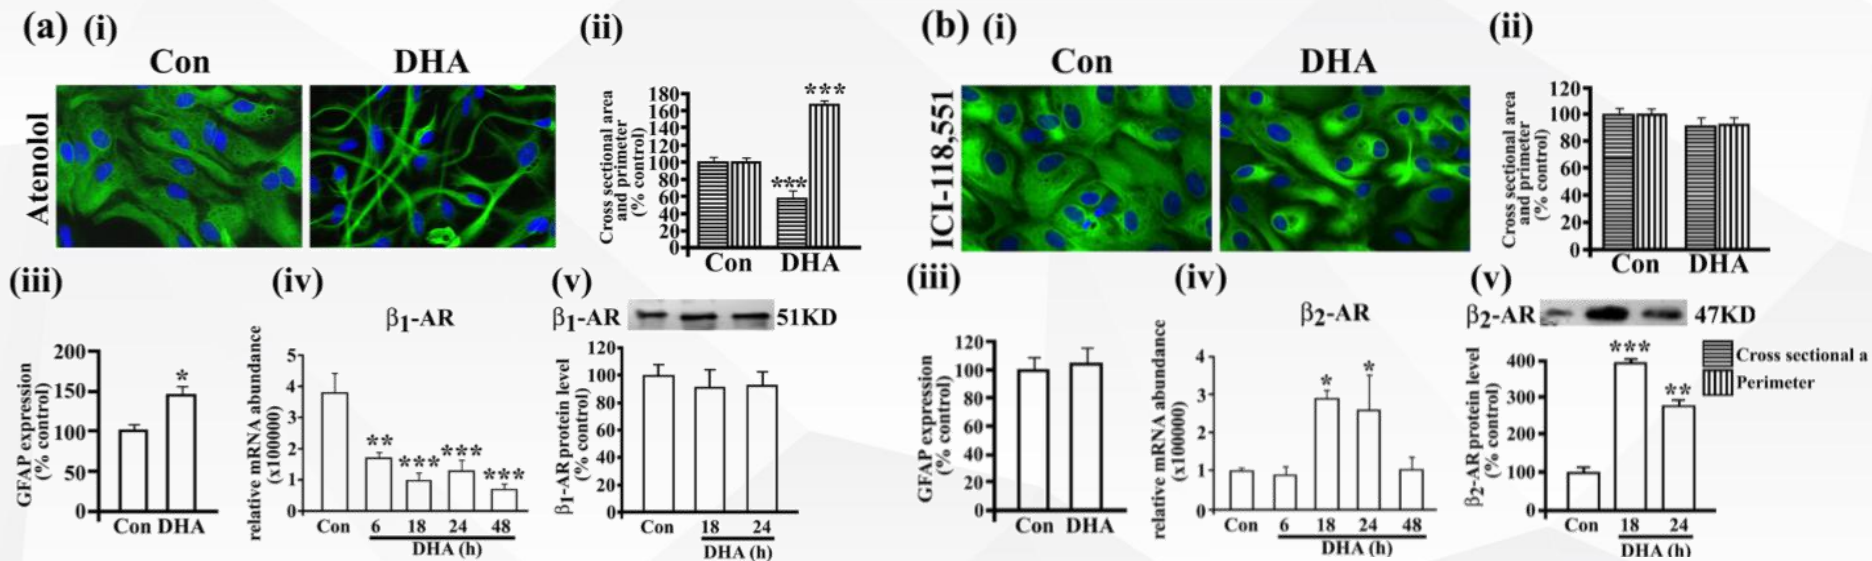 (a) (i)
Con
DHA
Atenolol
(ii)
Cross sectional area
and primeter
(% control)
180
160
140
120
100
80
60
40
20
0
***
***
Con
DHA
(b) (i)
Con
DHA
ICI-118,551
(ii)
Cross sectional area
and primeter
(% control)
120
100
80
60
40
20
0
Con
DHA
(iii)
GFAP expression
(% control)
200
150
100
50
0
*
Con DHA
(iv)
β1-AR
relative mRNA abundance
(x100000)
5
4
3
2
1
0
**
***
***
***
Con
6
18
24
48
DHA (h)
(v)
β1-AR
51KD
β1-AR protein level
(% control)
120
100
80
60
40
20
0
Con
18
24
DHA (h)
(iii)
GFAP expression
(% control)
120
100
80
60
40
20
0
Con DHA
(iv)
β2-AR
relative mRNA abundance
(x1000000)
4
3
2
1
0
*
*
Con
6
18
24
48
DHA (h)
(v)
β2-AR
47KD
β2-AR protein level
(% control)
400
300
200
100
0
***
**
Con
18
24
DHA (h)
Cross sectional a
Perimeter